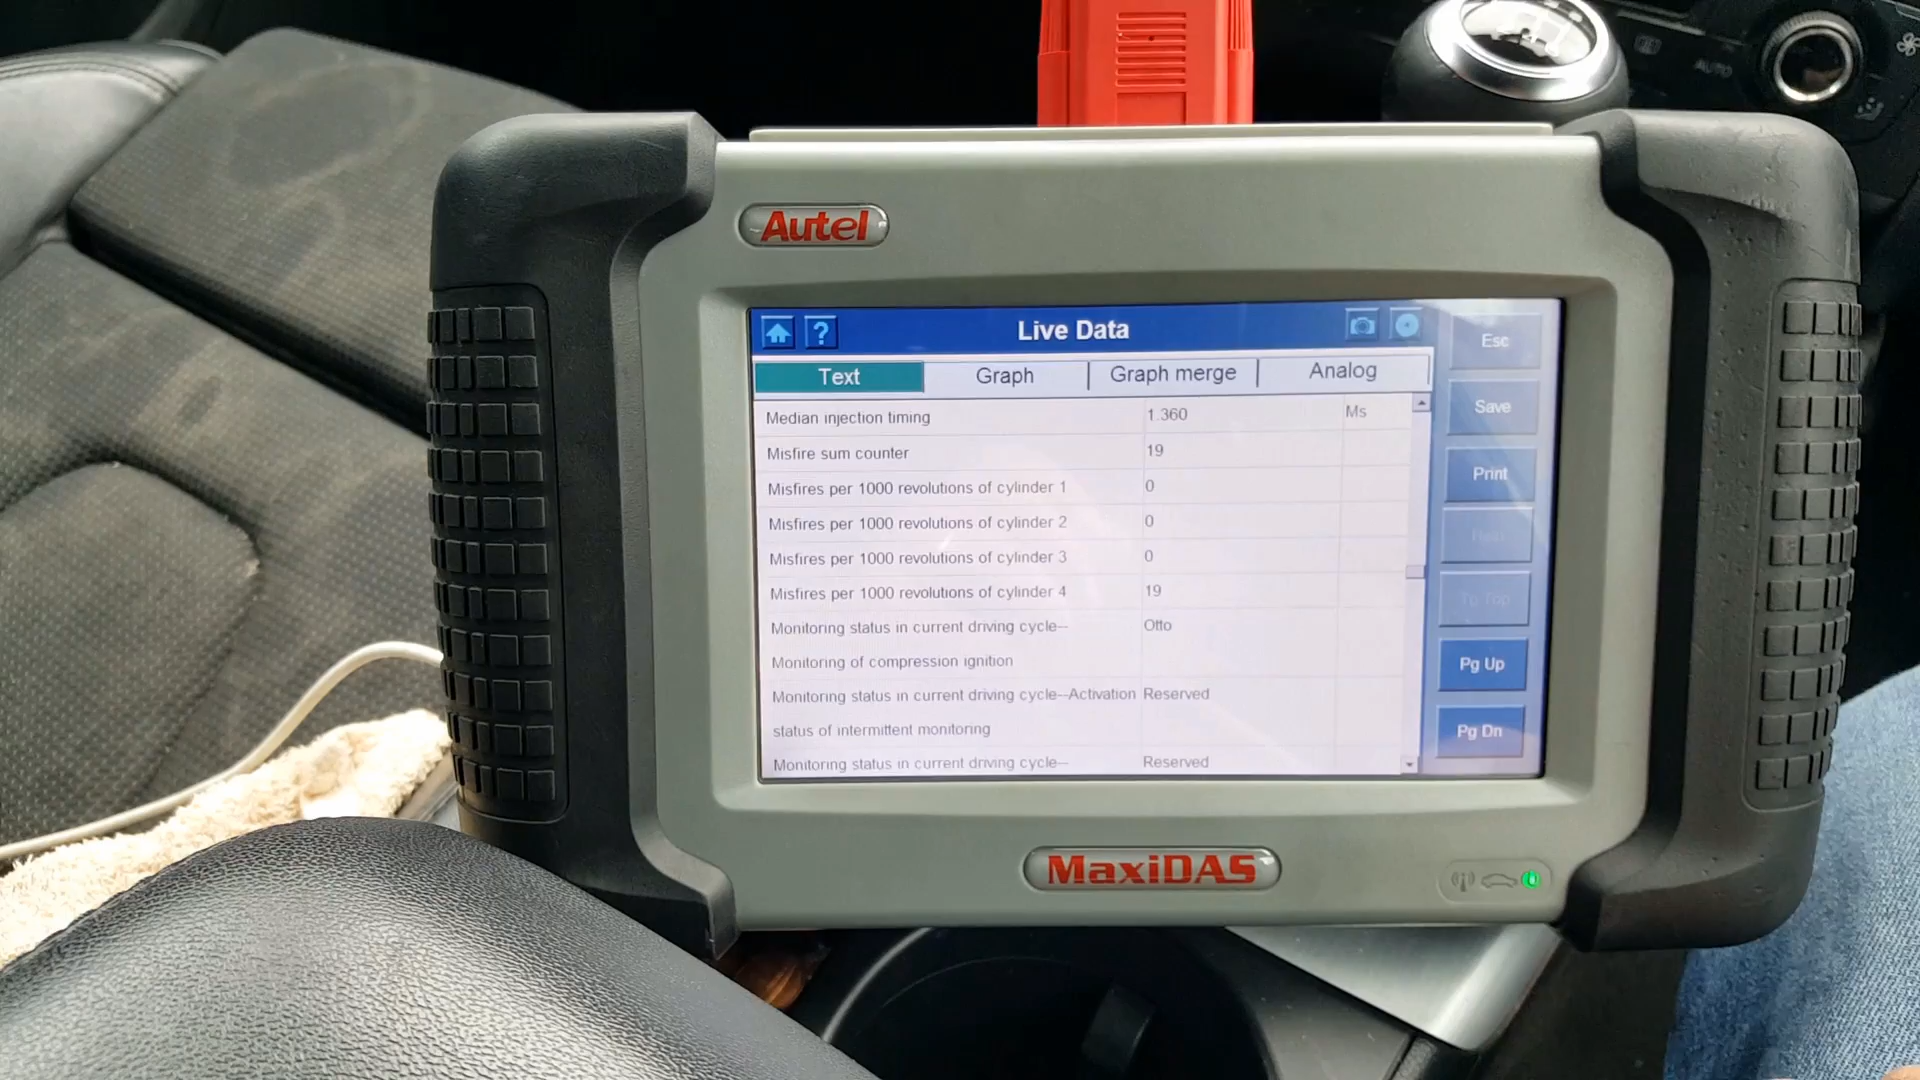 AUTO
Autel
Live Data
Esc
Text Graph Graph merge Analog
Save
Median injection timing 1.360 Ms
Misfire sum counter 19
Print
Misfires per 1000 revolutions of cylinder 1 0
Misfires per 1000 revolutions of cylinder 2 0
Misfires per 1000 revolutions of cylinder 3 0
Misfires per 1000 revolutions of cylinder 4 19
To Top
Monitoring status in current driving cycle-- Otto
Monitoring of compression ignition
Pg Up
Monitoring status in current driving cycle--Activation Reserved
status of intermittent monitoring
Pg Dn
Monitoring status in current driving cycle-- Reserved
MaxiDAS